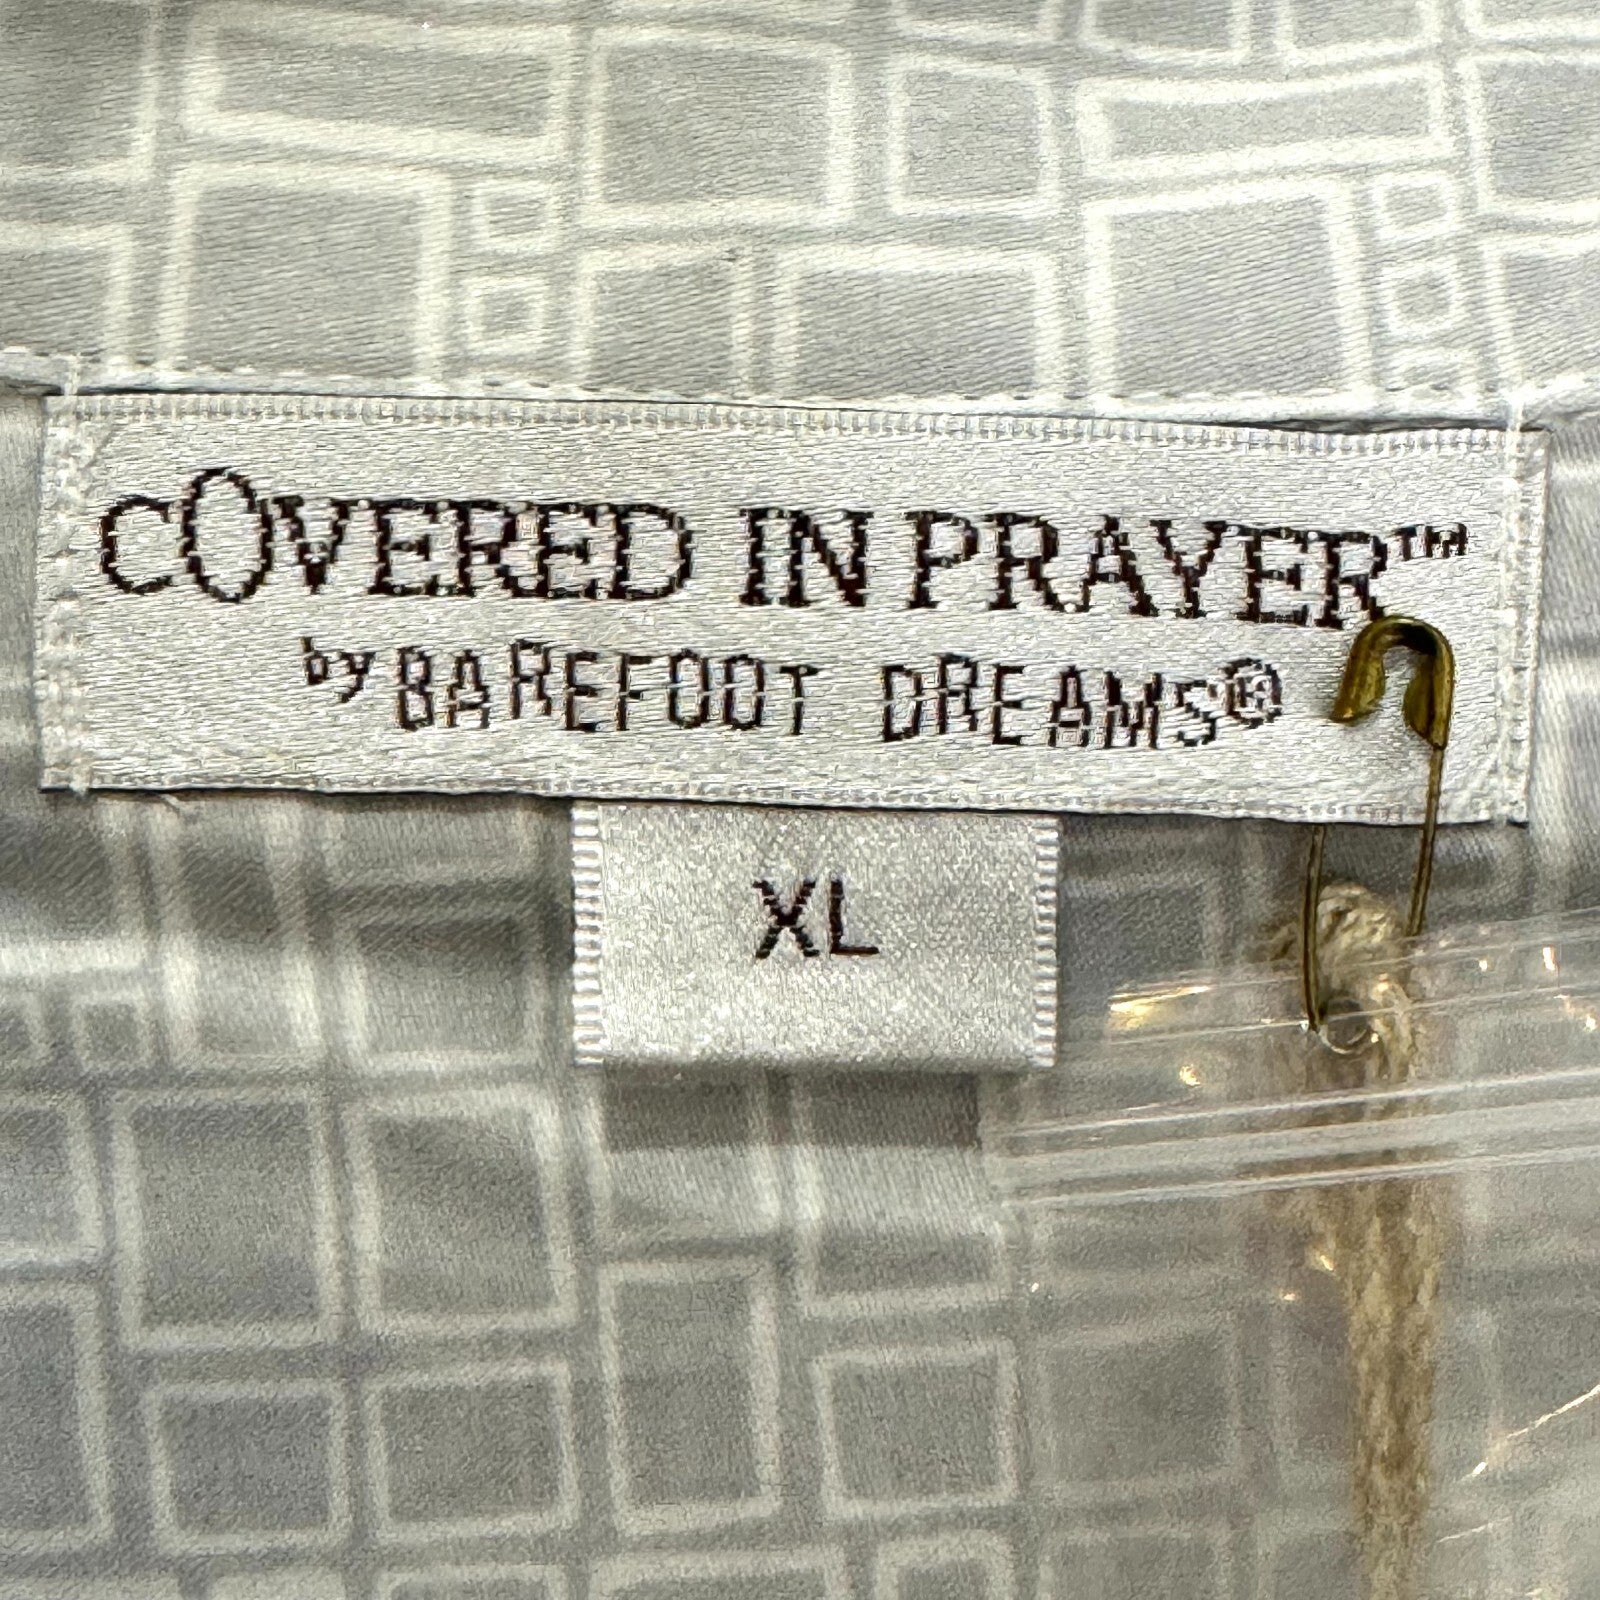 COVERED IN PRAYER™
by BAREFOOT DREAMS®
XL